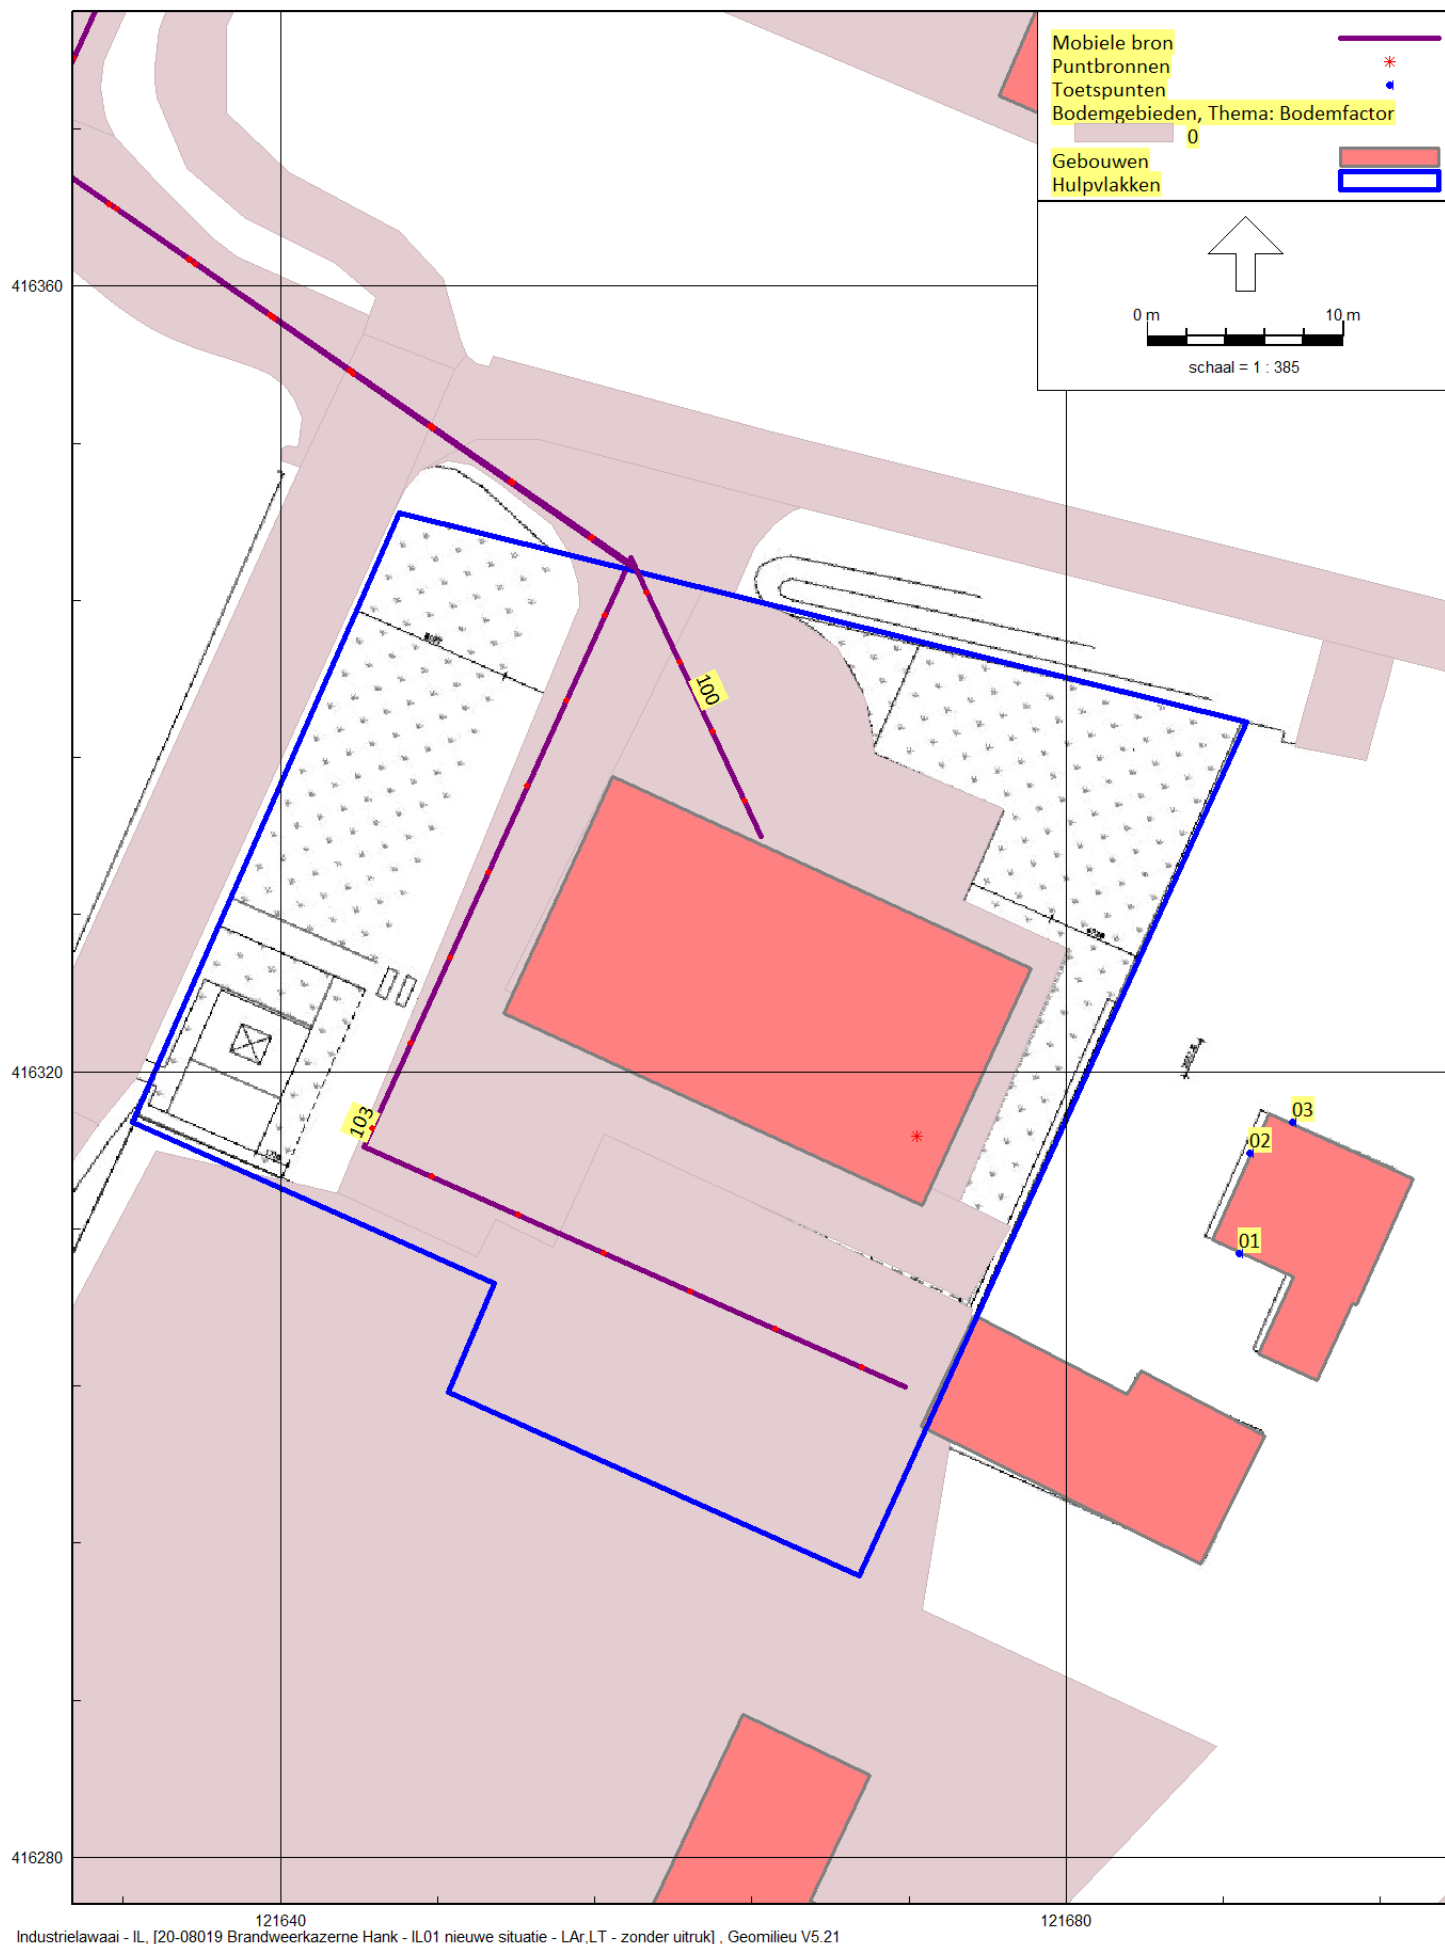 Mobiele bron
Puntbronnen
Toetspunten
Bodemgebieden, Thema: Bodemfactor
0
Gebouwen
Hulpvlakken
416360
0 m 10 m
schaal = 1 : 385
100
416320
103
03
02
01
416280
121640 121680
Industrielawaai - IL, [20-08019 Brandweerkazerne Hank - IL01 nieuwe situatie - LAr,LT - zonder uitruk] , Geomilieu V5.21